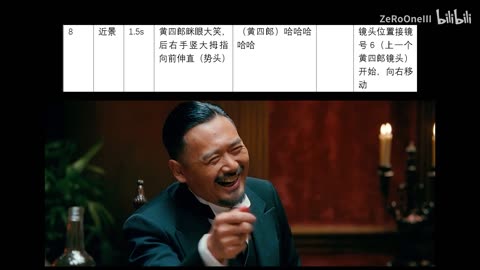 ZeRoOneIII bilibili
8 近景 1.5s 黄四郎眯眼大笑, (黄四郎)哈哈哈 镜头位置接镜
后右手竖大拇指 哈哈 号 6(上一个
向前伸直(势头) 黄四郎镜头)
开始,向右移
动